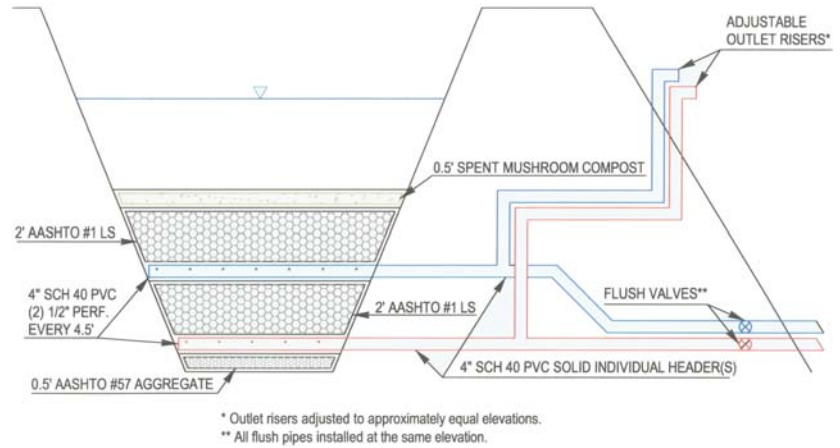 ADJUSTABLE
OUTLET RISERS*
0.5' SPENT MUSHROOM COMPOST
2' AASHTO #1 LS
4" SCH 40 PVC
(2) 1/2" PERF.
EVERY 4.5'
2' AASHTO #1 LS
FLUSH VALVES**
4" SCH 40 PVC SOLID INDIVIDUAL HEADER(S)
0.5' AASHTO #57 AGGREGATE
* Outlet risers adjusted to approximately equal elevations.
** All flush pipes installed at the same elevation.